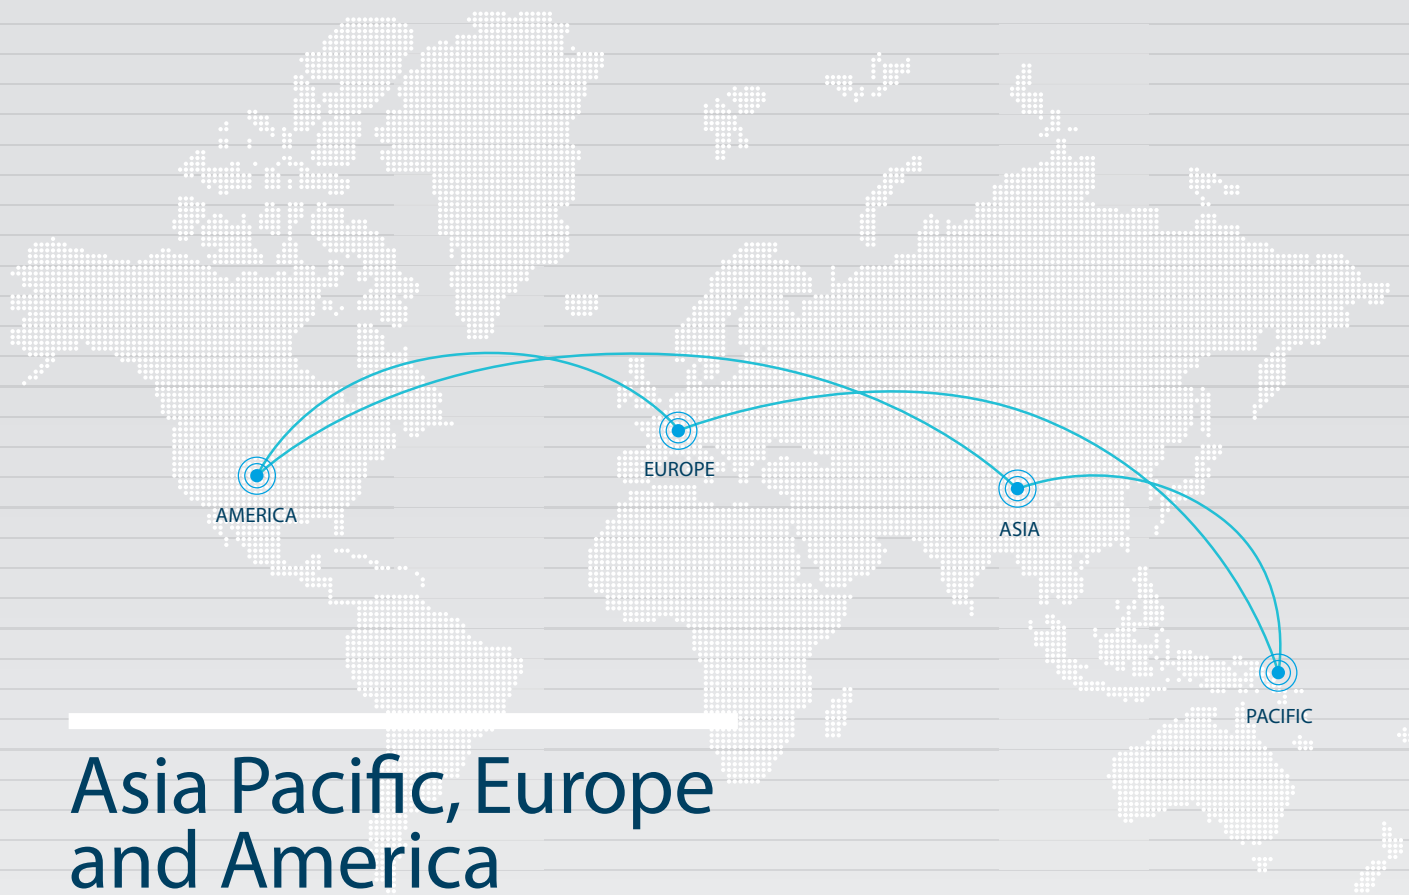 EUROPE
AMERICA
ASIA
PACIFIC
Asia Pacific, Europe
and America